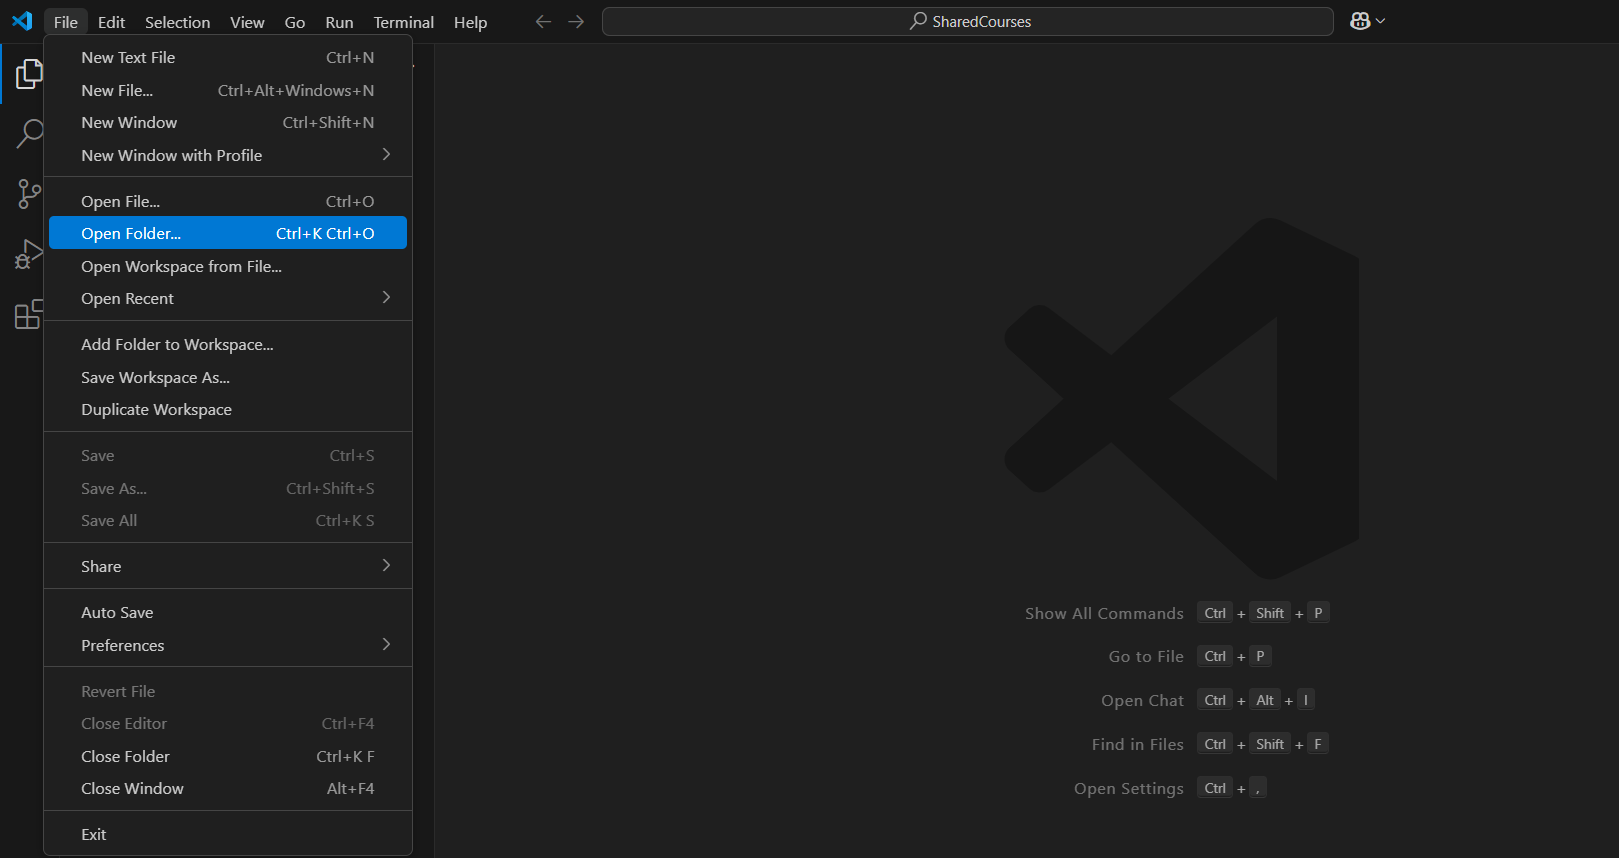 File Edit Selection View Go Run Terminal Help SharedCourses
New Text File Ctrl+N
New File... Ctrl+Alt+Windows+N
New Window Ctrl+Shift+N
New Window with Profile
Open File... Ctrl+O
Open Folder... Ctrl+K Ctrl+O
Open Workspace from File...
Open Recent
Add Folder to Workspace...
Save Workspace As...
Duplicate Workspace
Save Ctrl+S
Save As... Ctrl+Shift+S
Save All Ctrl+K S
Share
Auto Save
Preferences
Revert File
Close Editor Ctrl+F4
Close Folder Ctrl+K F
Close Window Alt+F4
Exit
Show All Commands Ctrl + Shift + P
Go to File Ctrl + P
Open Chat Ctrl + Alt + I
Find in Files Ctrl + Shift + F
Open Settings Ctrl + ,